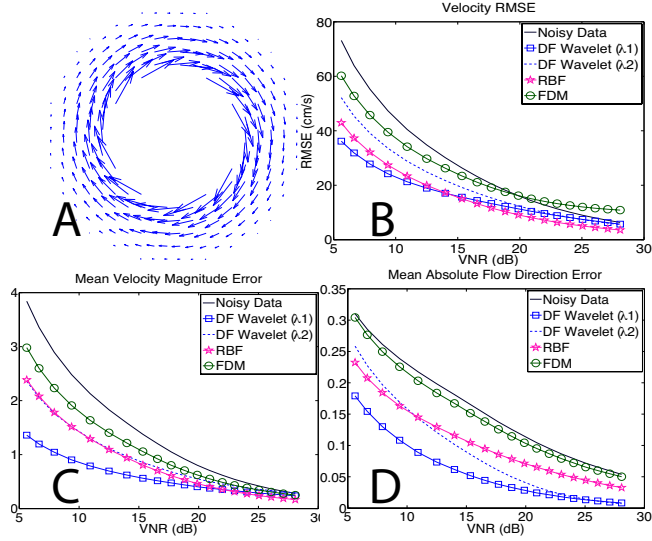 A
Velocity RMSE
80
60
40
20
0
RMSE (cm/s)
Noisy Data
DF Wavelet (λ1)
DF Wavelet (λ2)
RBF
FDM
B
5 10 15 20 25 30
VNR (dB)
Mean Velocity Magnitude Error
4
3
2
1
0
Noisy Data
DF Wavelet (λ.1)
DF Wavelet (λ2)
RBF
FDM
C
5 10 15 20 25 30
VNR (dB)
Mean Absolute Flow Direction Error
0.35
0.3
0.25
0.2
0.15
0.1
0.05
0
Noisy Data
DF Wavelet (λ.1)
DF Wavelet (λ2)
RBF
FDM
D
5 10 15 20 25 30
VNR (dB)